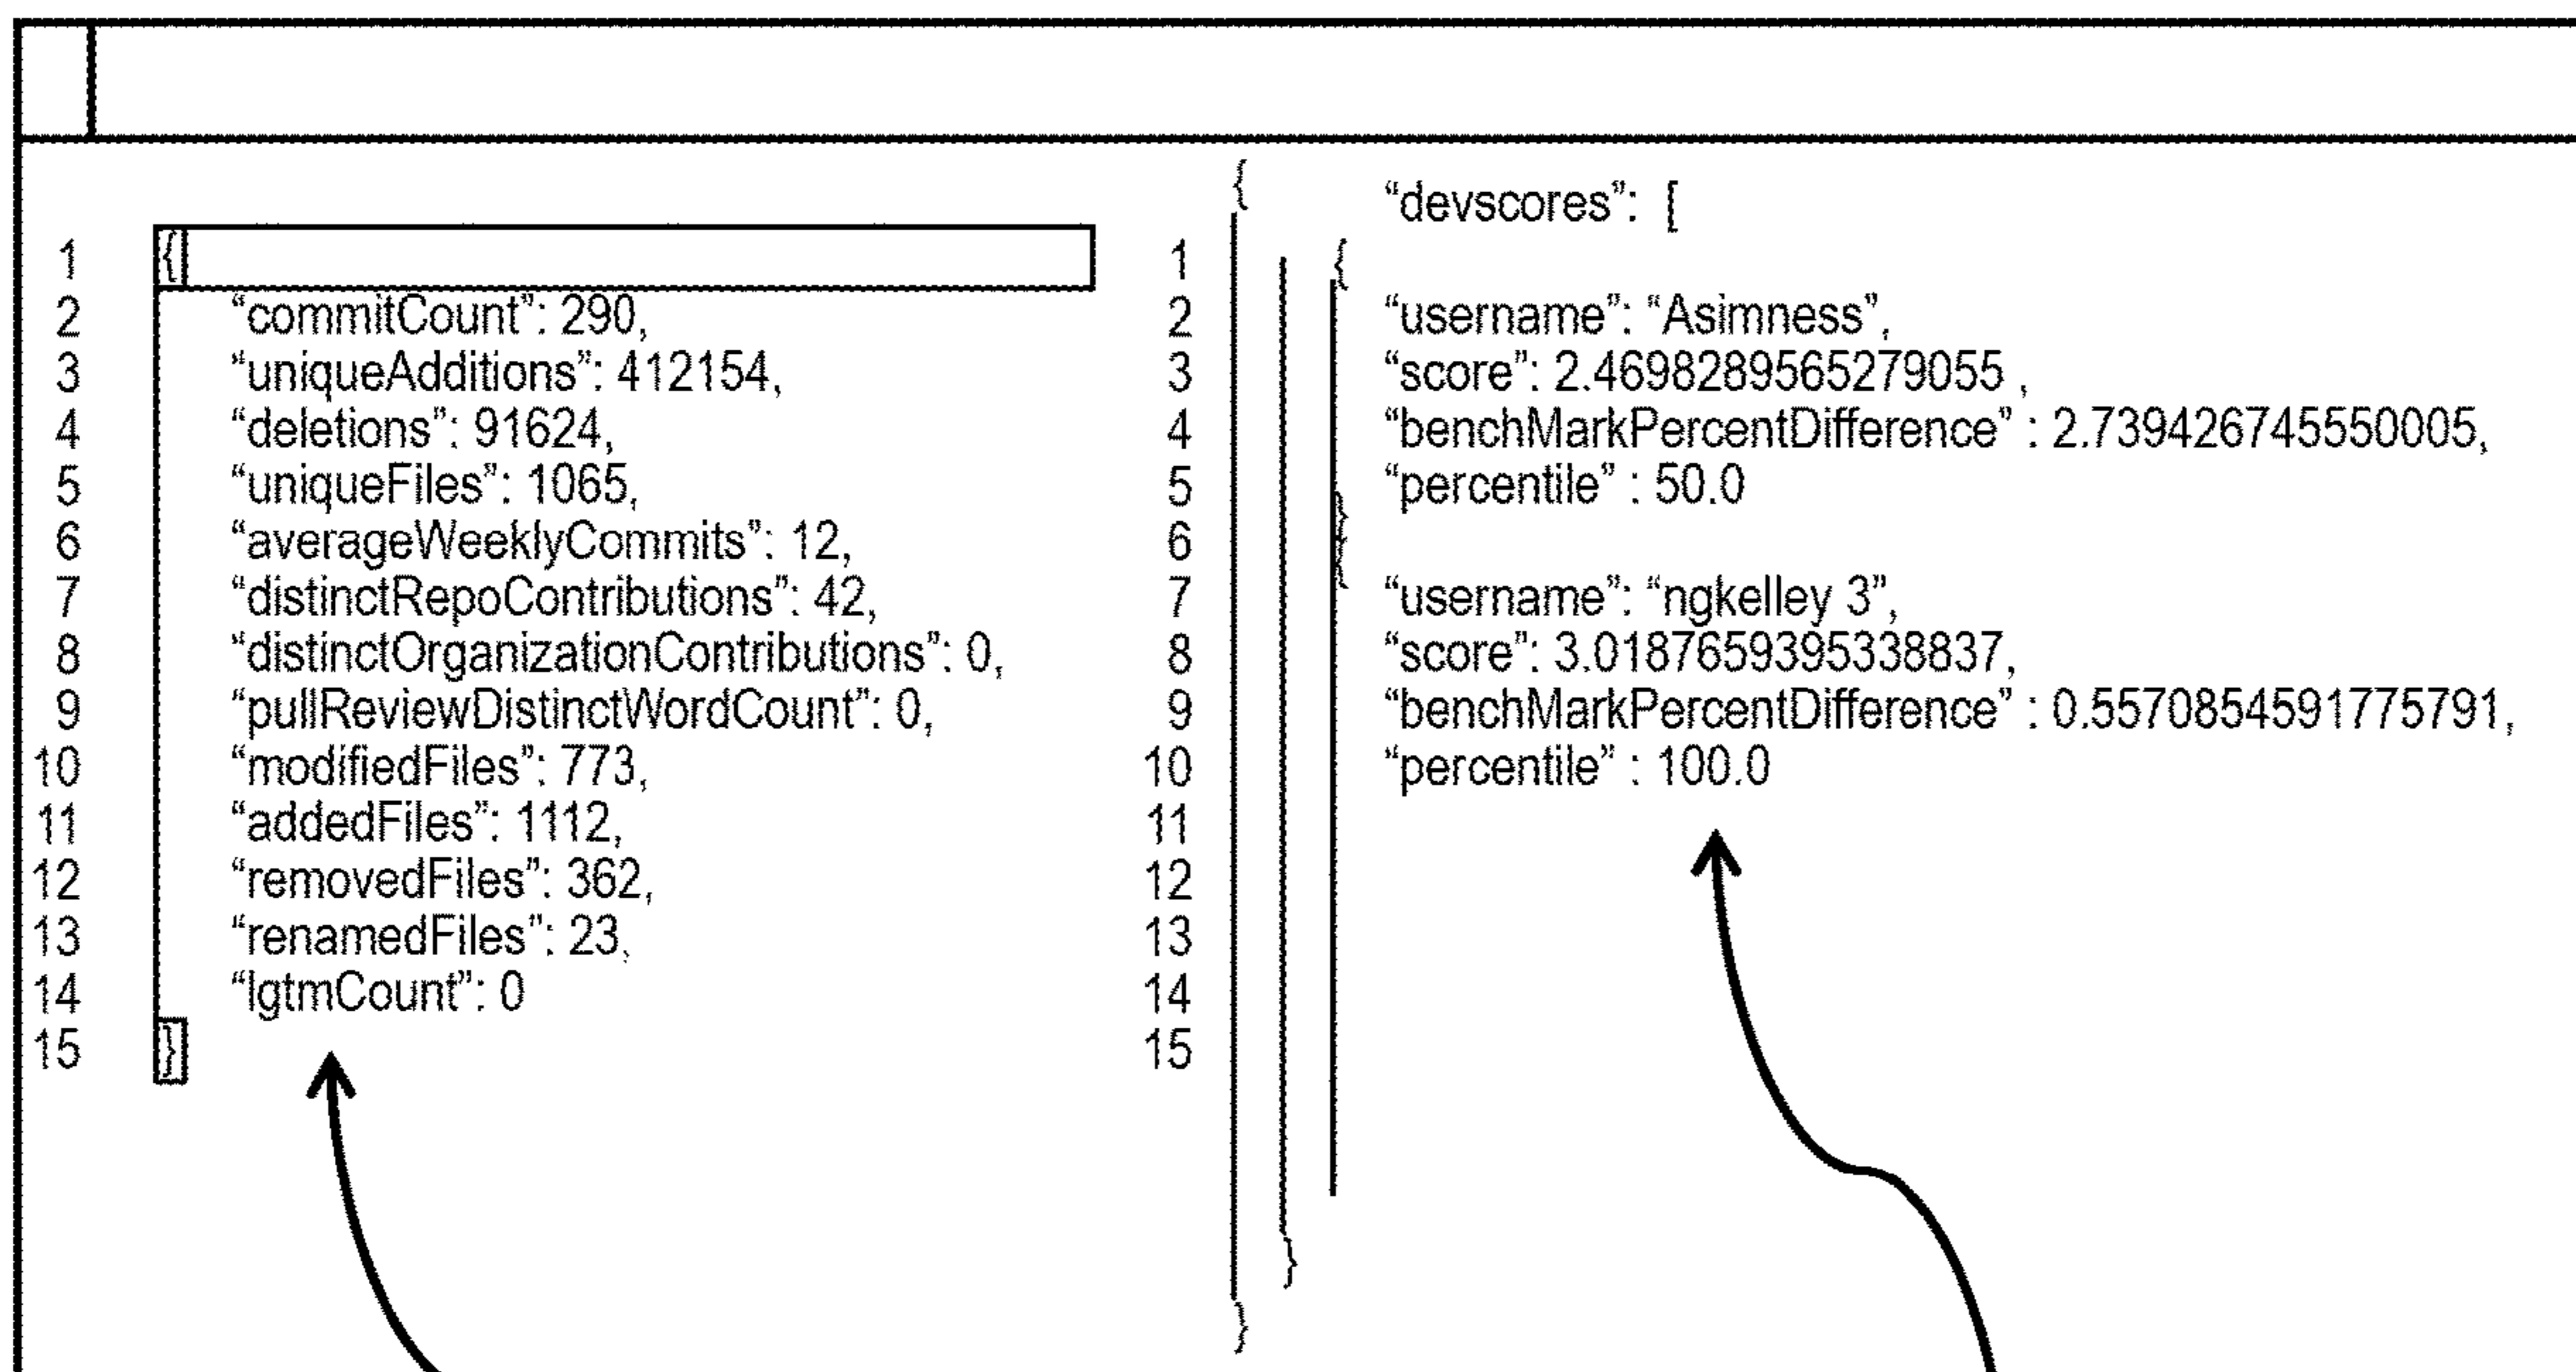 1 {
2 “commitCount”: 290,
3 “uniqueAdditions”: 412154,
4 “deletions”: 91624,
5 “uniqueFiles”: 1065,
6 “averageWeeklyCommits”: 12,
7 “distinctRepoContributions”: 42,
8 “distinctOrganizationContributions”: 0,
9 “pullReviewDistinctWordCount”: 0,
10 “modifiedFiles”: 773,
11 “addedFiles”: 1112,
12 “removedFiles”: 362,
13 “renamedFiles”: 23,
14 “lgtmCount”: 0
15 }
{ “devscores”: [
1 {
2 “username”: “Asimness”,
3 “score”: 2.4698289565279055 ,
4 “benchMarkPercentDifference” : 2.739426745550005,
5 “percentile” : 50.0
}
6 {
7 “username”: “ngkelley 3”,
8 “score”: 3.0187659395338837,
9 “benchMarkPercentDifference” : 0.5570854591775791,
10 “percentile” : 100.0
11
12
13
14
15
}
}